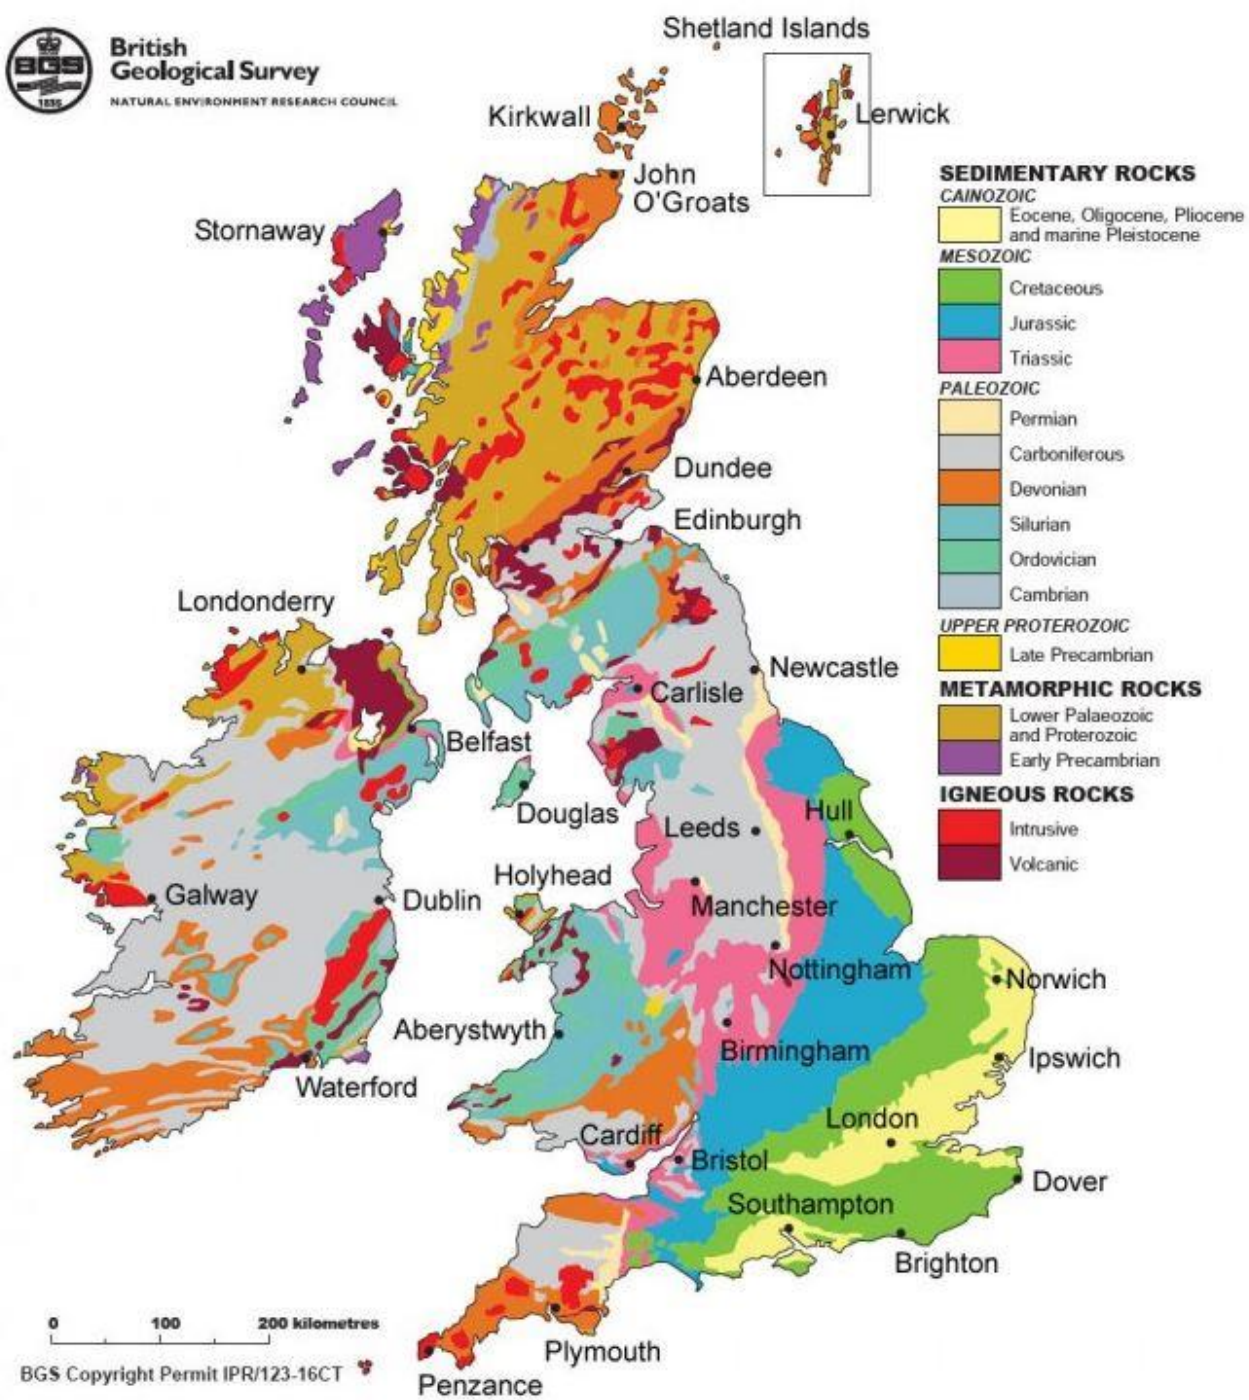 British
Geological Survey
NATURAL ENVIRONMENT RESEARCH COUNCIL
BGS
1835
Shetland Islands
Kirkwall
Lerwick
John
O'Groats
Stornaway
Aberdeen
Dundee
Edinburgh
Londonderry
Newcastle
Carlisle
Belfast
Douglas
Hull
Leeds
Holyhead
Galway
Dublin
Manchester
Nottingham
Norwich
Aberystwyth
Birmingham
Ipswich
Waterford
London
Cardiff
Bristol
Dover
Southampton
Brighton
Plymouth
Penzance
SEDIMENTARY ROCKS
CAINOZOIC
Eocene, Oligocene, Pliocene
and marine Pleistocene
MESOZOIC
Cretaceous
Jurassic
Triassic
PALEOZOIC
Permian
Carboniferous
Devonian
Silurian
Ordovician
Cambrian
UPPER PROTEROZOIC
Late Precambrian
METAMORPHIC ROCKS
Lower Palaeozoic
and Proterozoic
Early Precambrian
IGNEOUS ROCKS
Intrusive
Volcanic
0 100 200 kilometres
BGS Copyright Permit IPR/123-16CT